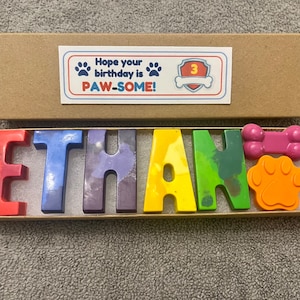 Hope your
birthday is
PAW-SOME!
3
ETHAN